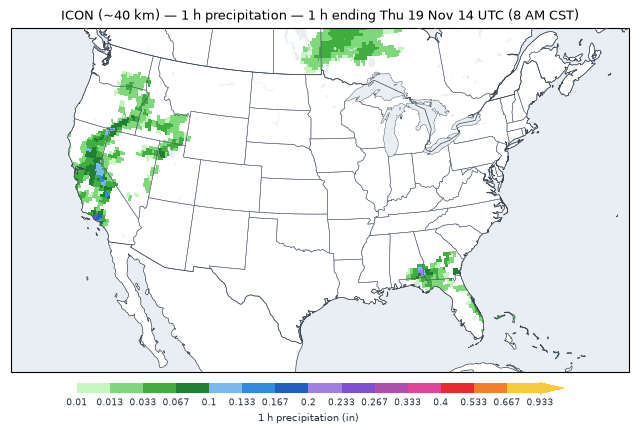 ICON (~40 km) — 1 h precipitation — 1 h ending Thu 19 Nov 14 UTC (8 AM CST)
0.01 0.013 0.033 0.067 0.1 0.133 0.167 0.2 0.233 0.267 0.333 0.4 0.533 0.667 0.933
1 h precipitation (in)